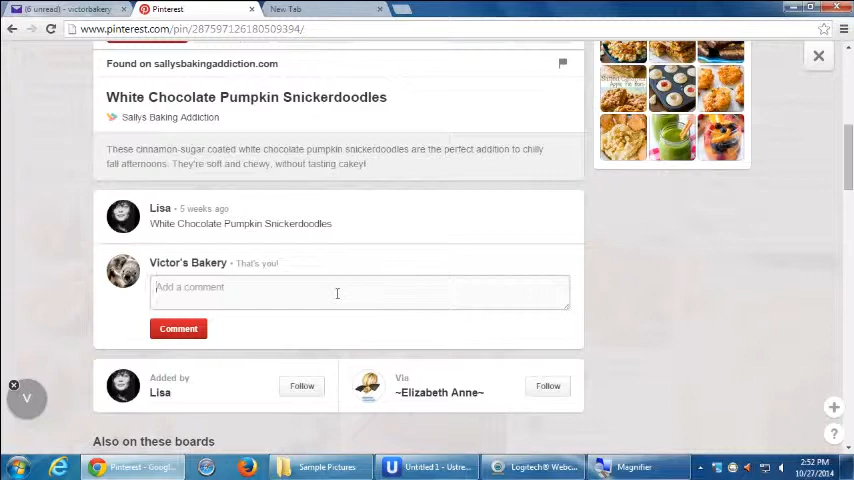 (6 unread) - victorbakery
Pinterest
New Tab
www.pinterest.com/pin/287597126180509394/
Found on sallysbakingaddiction.com
White Chocolate Pumpkin Snickerdoodles
Sallys Baking Addiction
These cinnamon-sugar coated white chocolate pumpkin snickerdoodles are the perfect addition to chilly
fall afternoons. They're soft and chewy, without tasting cakey!
Lisa • 5 weeks ago
White Chocolate Pumpkin Snickerdoodles
Victor's Bakery • That's you!
Add a comment
Comment
Added by
Lisa
Follow
Via
~Elizabeth Anne~
Follow
V
Also on these boards
Pinterest - Googl...
Sample Pictures
Untitled 1 - Ustre...
Logitech® Webc...
Magnifier
2:52 PM
10/27/2014